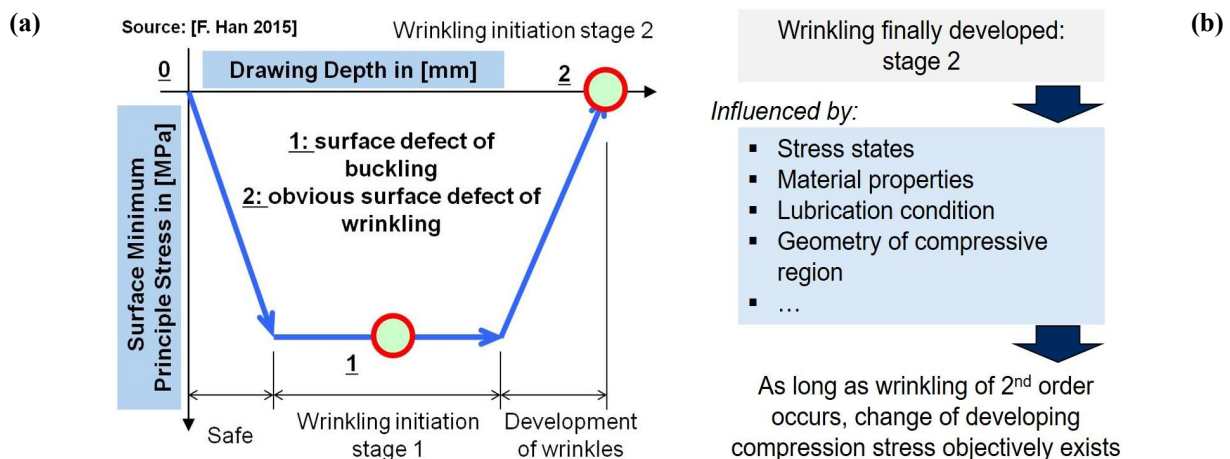 (a)
Source: [F. Han 2015]
Wrinkling initiation stage 2
0
Drawing Depth in [mm]
2
Surface Minimum
Principle Stress in [MPa]
1: surface defect of
buckling
2: obvious surface defect of
wrinkling
1
Safe
Wrinkling initiation
stage 1
Development
of wrinkles
(b)
Wrinkling finally developed:
stage 2
Influenced by:
▪ Stress states
▪ Material properties
▪ Lubrication condition
▪ Geometry of compressive
region
▪ …
As long as wrinkling of 2nd order
occurs, change of developing
compression stress objectively exists